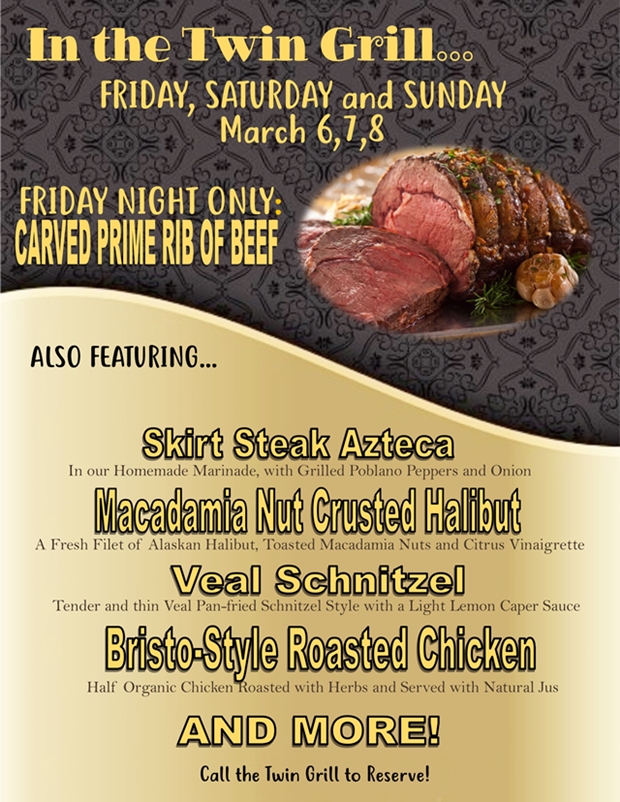 In the Twin Grill...
FRIDAY, SATURDAY and SUNDAY
March 6,7,8
FRIDAY NIGHT ONLY:
CARVED PRIME RIB OF BEEF
ALSO FEATURING...
Skirt Steak Azteca
In our Homemade Marinade, with Grilled Poblano Peppers and Onion
Macadamia Nut Crusted Halibut
A Fresh Filet of Alaskan Halibut, Toasted Macadamia Nuts and Citrus Vinaigrette
Veal Schnitzel
Tender and thin Veal Pan-fried Schnitzel Style with a Light Lemon Caper Sauce
Bristo-Style Roasted Chicken
Half Organic Chicken Roasted with Herbs and Served with Natural Jus
AND MORE!
Call the Twin Grill to Reserve!